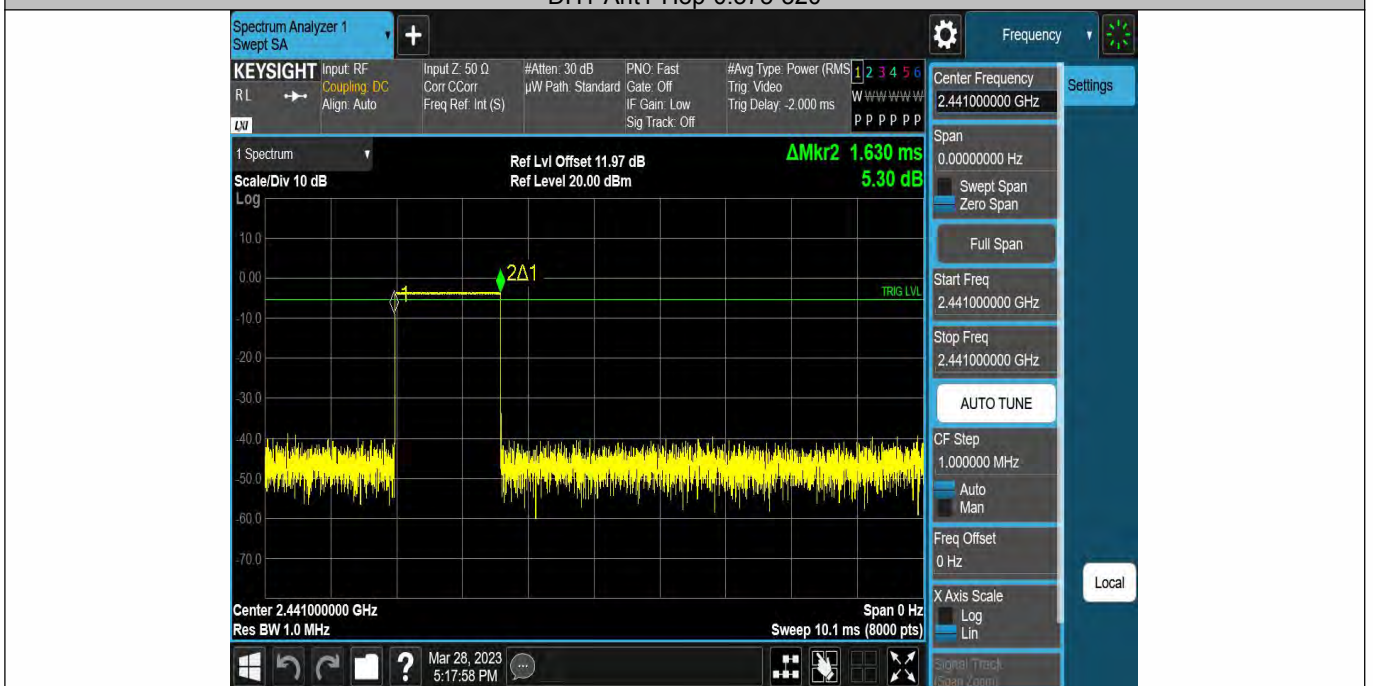 Spectrum Analyzer 1
Swept SA
Frequency
KEYSIGHT
RL
LXI
Input: RF
Coupling: DC
Align: Auto
Input Z: 50 Ω
Corr CCorr
Freq Ref: Int (S)
#Atten: 30 dB
µW Path: Standard
PNO: Fast
Gate: Off
IF Gain: Low
Sig Track: Off
#Avg Type: Power (RMS
Trig: Video
Trig Delay: -2.000 ms
1 2 3 4 5 6
W W W W W W
P P P P P P
1 Spectrum
Scale/Div 10 dB
Log
Ref Lvl Offset 11.97 dB
Ref Level 20.00 dBm
ΔMkr2 1.630 ms
5.30 dB
10.0
0.00
-10.0
-20.0
-30.0
-40.0
-50.0
-60.0
-70.0
1
2Δ1
TRIG LVL
Center 2.441000000 GHz
Res BW 1.0 MHz
Span 0 Hz
Sweep 10.1 ms (8000 pts)
?
Mar 28, 2023
5:17:58 PM
Center Frequency
2.441000000 GHz
Settings
Span
0.00000000 Hz
Swept Span
Zero Span
Full Span
Start Freq
2.441000000 GHz
Stop Freq
2.441000000 GHz
AUTO TUNE
CF Step
1.000000 MHz
Auto
Man
Freq Offset
0 Hz
X Axis Scale
Log
Lin
Signal Track
(Span Zoom)
Local